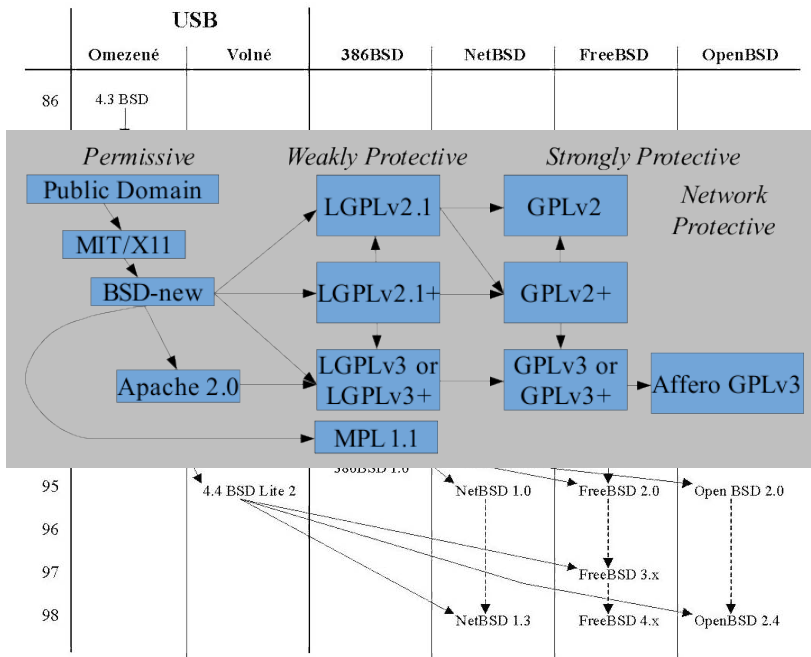 USB
Omezené Volné 386BSD NetBSD FreeBSD OpenBSD
86 4.3 BSD
Permissive Weakly Protective Strongly Protective
Public Domain LGPLv2.1 GPLv2 Network
Protective
MIT/X11
BSD-new LGPLv2.1+ GPLv2+
Apache 2.0 LGPLv3 or
LGPLv3+ GPLv3 or
GPLv3+ Affero GPLv3
MPL 1.1
386BSD 1.0
95 4.4 BSD Lite 2 NetBSD 1.0 FreeBSD 2.0 Open BSD 2.0
96
97 FreeBSD 3.x
98 NetBSD 1.3 FreeBSD 4.x OpenBSD 2.4